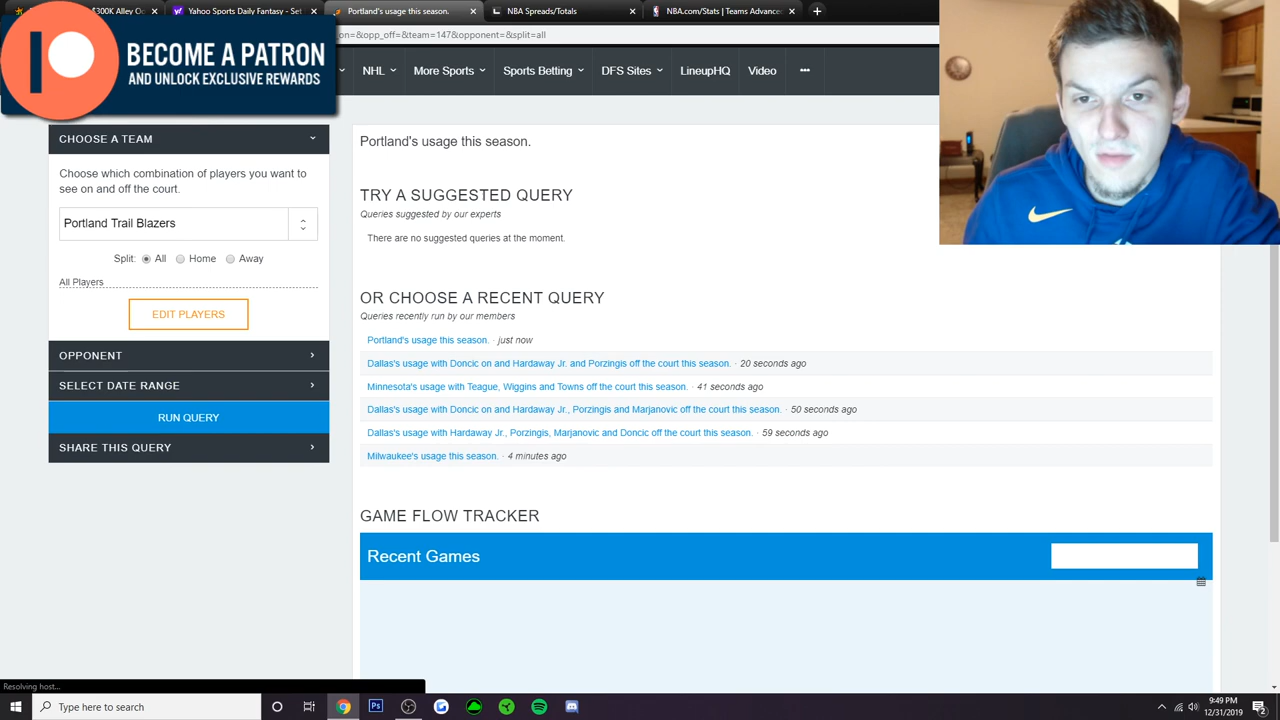 $300K Alley O
Yahoo Sports Daily Fantasy - Set
Portland's usage this season.
NBA Spreads/Totals
NBA.com/Stats | Teams Advance
on=&opp_off=&team=147&opponent=&split=all
BECOME A PATRON
AND UNLOCK EXCLUSIVE REWARDS
NHL More Sports Sports Betting DFS Sites LineupHQ Video •••
CHOOSE A TEAM
Choose which combination of players you want to
see on and off the court.
Portland Trail Blazers
Split: All Home Away
All Players
EDIT PLAYERS
OPPONENT
SELECT DATE RANGE
RUN QUERY
SHARE THIS QUERY
Portland's usage this season.
TRY A SUGGESTED QUERY
Queries suggested by our experts
There are no suggested queries at the moment.
OR CHOOSE A RECENT QUERY
Queries recently run by our members
Portland's usage this season. · just now
Dallas's usage with Doncic on and Hardaway Jr. and Porzingis off the court this season. · 20 seconds ago
Minnesota's usage with Teague, Wiggins and Towns off the court this season. · 41 seconds ago
Dallas's usage with Doncic on and Hardaway Jr., Porzingis and Marjanovic off the court this season. · 50 seconds ago
Dallas's usage with Hardaway Jr., Porzingis, Marjanovic and Doncic off the court this season. · 59 seconds ago
Milwaukee's usage this season. · 4 minutes ago
GAME FLOW TRACKER
Recent Games
Resolving host...
Type here to search
9:49 PM
12/31/2019
2